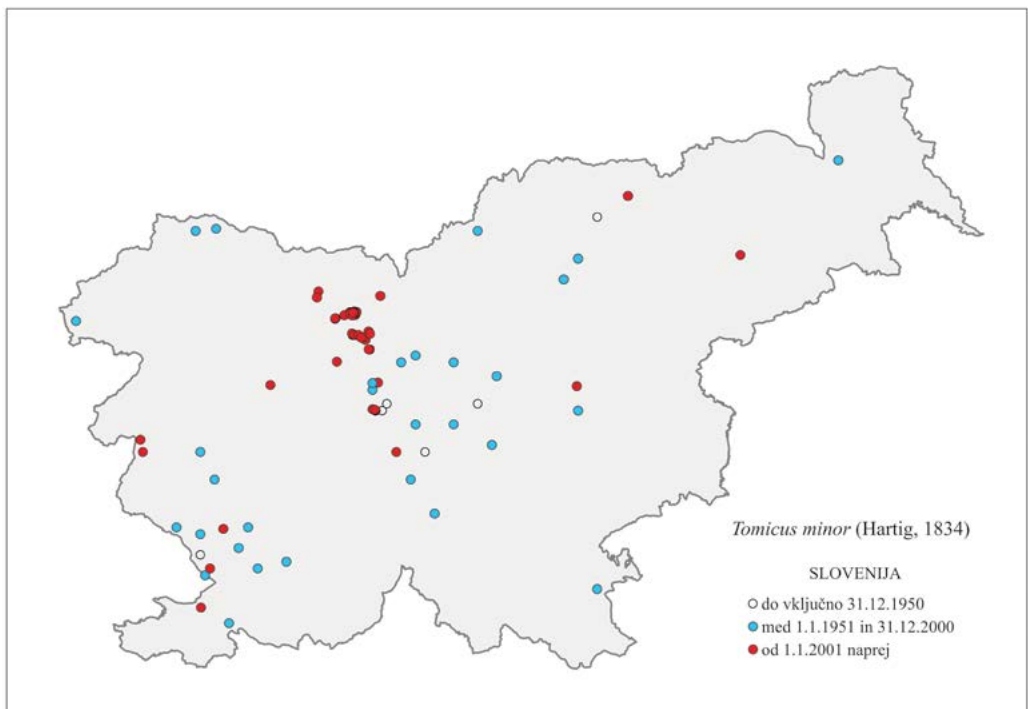 Tomicus minor (Hartig, 1834)
SLOVENIJA
do vključno 31.12.1950
med 1.1.1951 in 31.12.2000
od 1.1.2001 naprej